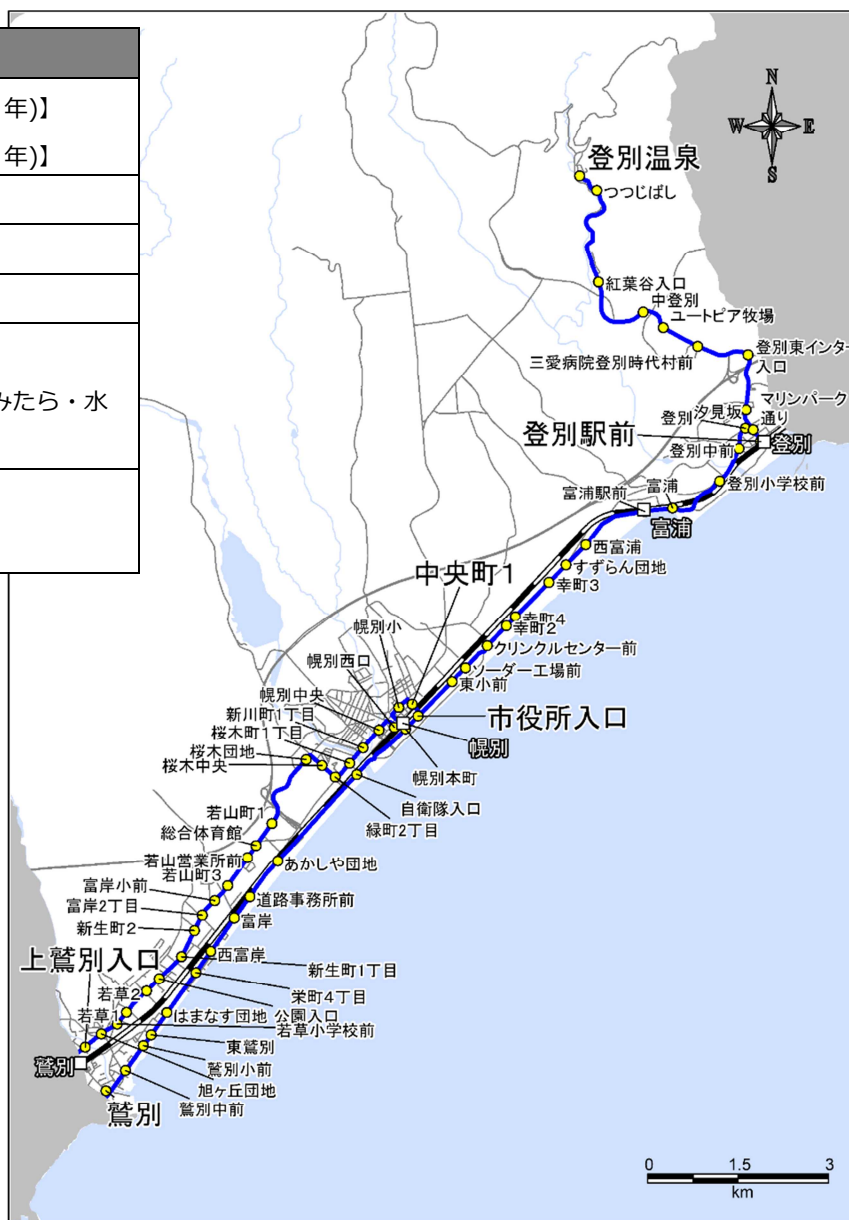 年)】
年)】
みたら・水
N
W
E
S
登別温泉
つつじばし
紅葉谷入口
中登別
ユートピア牧場
三愛病院登別時代村前
登別東インター
入口
マリンパーク
通り
登別
汐見坂
登別駅前
登別
登別中前
登別小学校前
富浦駅前
富浦
富浦
西富浦
すずらん団地
幸町3
幸町4
幸町2
クリンクルセンター前
ソーダー工場前
東小前
中央町1
幌別小
幌別西口
幌別中央
新川町1丁目
桜木町1丁目
桜木団地
桜木中央
市役所入口
幌別
幌別本町
自衛隊入口
緑町2丁目
若山町1
総合体育館
若山営業所前
若山町3
あかしや団地
富岸小前
道路事務所前
富岸2丁目
富岸
新生町2
上鷲別入口
西富岸
新生町1丁目
若草2
栄町4丁目
若草1
はまなす団地
公園入口
若草小学校前
東鷲別
鷲別
鷲別小前
旭ヶ丘団地
鷲別
鷲別中前
0 1.5 3
km